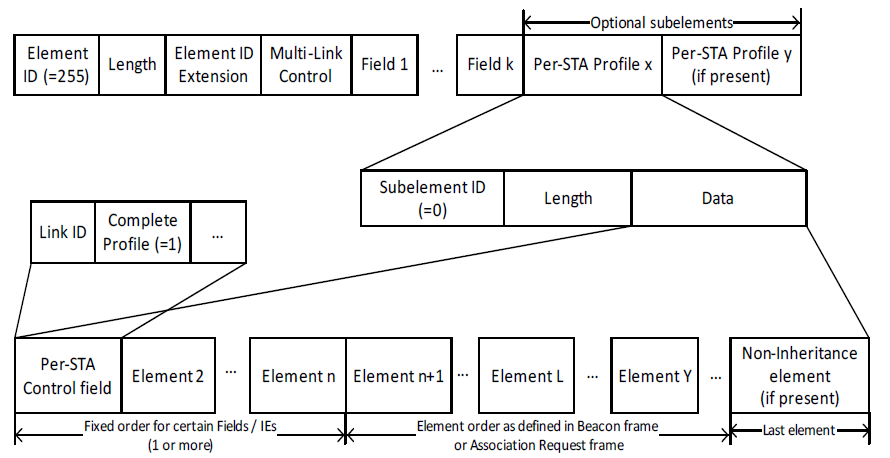 Optional subelements
Element
ID (=255)
Length
Element ID
Extension
Multi-Link
Control
Field 1
...
Field k
Per-STA Profile x
Per-STA Profile y
(if present)
Subelement ID
(=0)
Length
Data
Link ID
Complete
Profile (=1)
...
Per-STA
Control field
Element 2
...
Element n
Element n+1
...
Element L
...
Element Y
...
Non-Inheritance
element
(if present)
Fixed order for certain Fields / IEs
(1 or more)
Element order as defined in Beacon frame
or Association Request frame
Last element